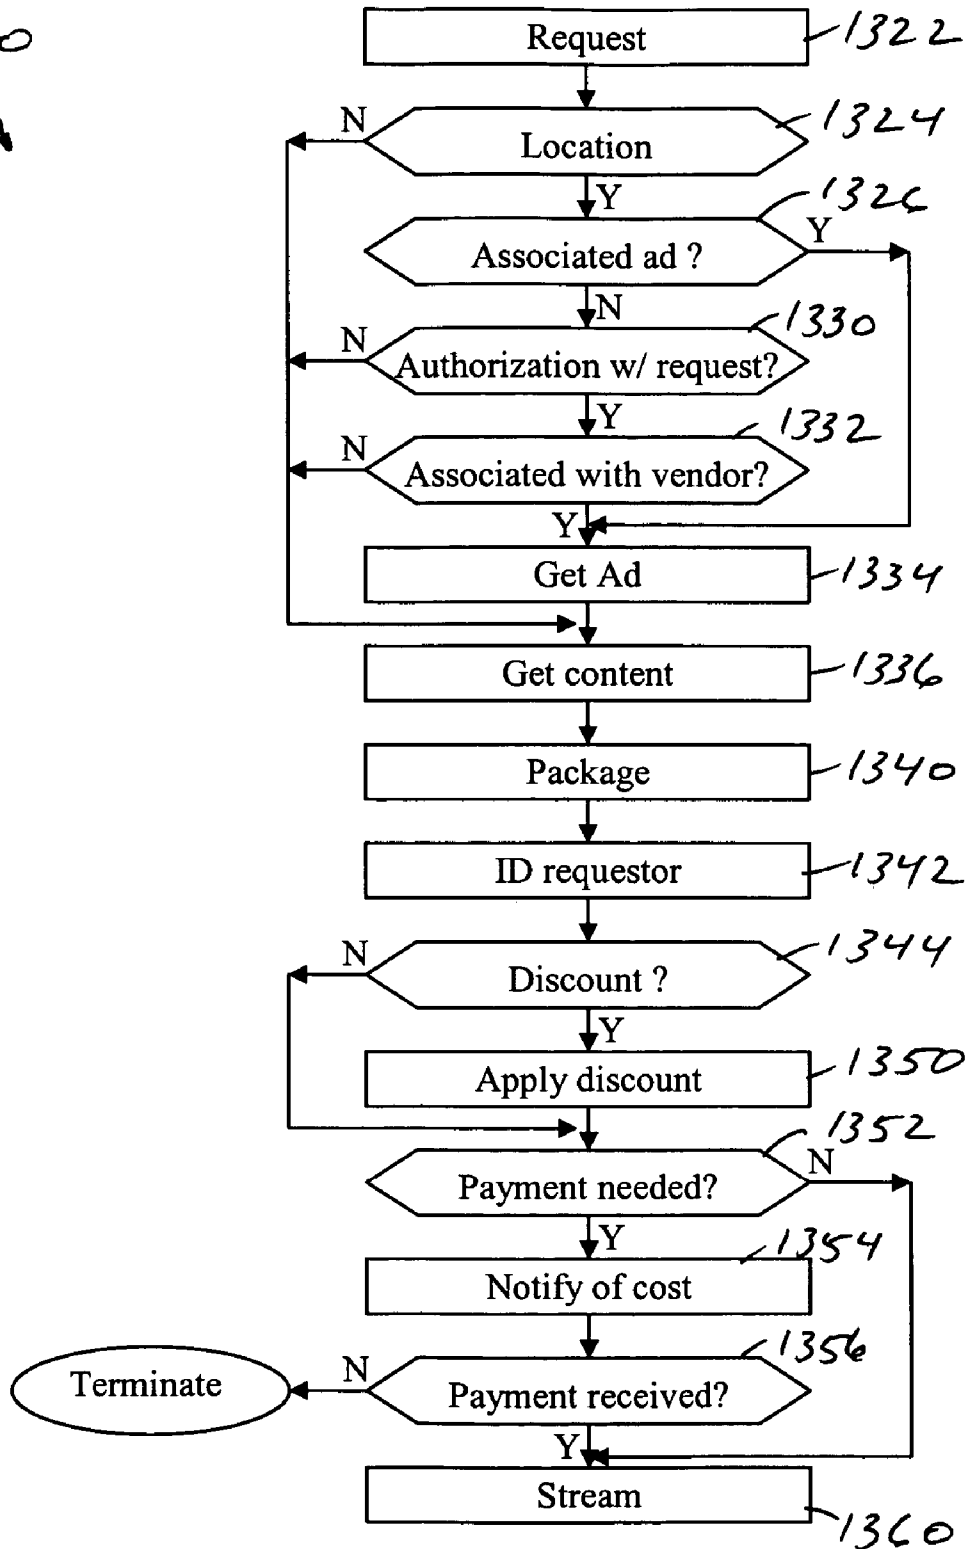 Request 1322
N Location 1324
Y 1326
Associated ad ? Y
N 1330
N Authorization w/ request?
Y 1332
N Associated with vendor?
Y
Get Ad 1334
Get content 1336
Package 1340
ID requestor 1342
N 1344
Discount ?
Y
Apply discount 1350
1352
Payment needed? N
Y 1354
Notify of cost
1356
Terminate N Payment received?
Y
Stream
1360